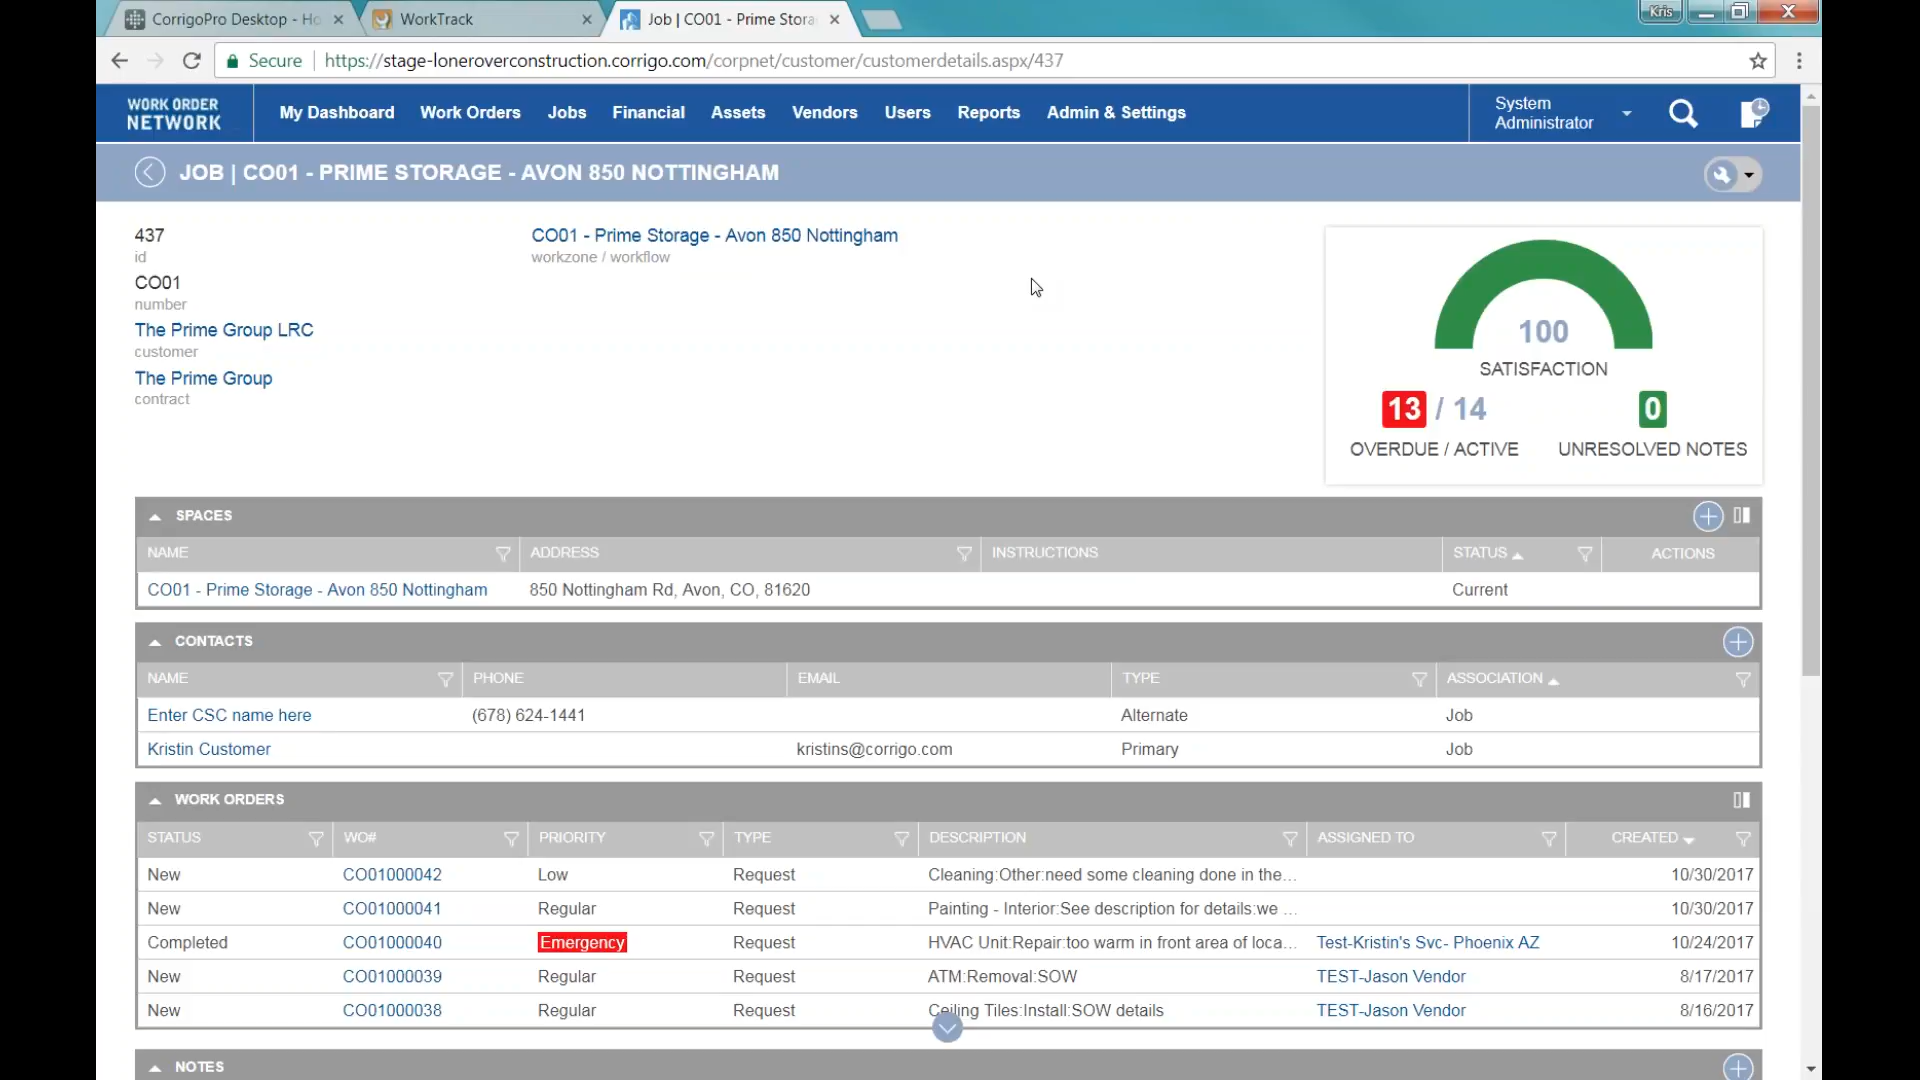 CorrigoPro Desktop - Ho
WorkTrack
Job | CO01 - Prime Stora
Kris
Secure
https://stage-loneroverconstruction.corrigo.com/corpnet/customer/customerdetails.aspx/437
WORK ORDER
NETWORK
My Dashboard
Work Orders
Jobs
Financial
Assets
Vendors
Users
Reports
Admin & Settings
System
Administrator
JOB | CO01 - PRIME STORAGE - AVON 850 NOTTINGHAM
437
id
CO01
number
The Prime Group LRC
customer
The Prime Group
contract
CO01 - Prime Storage - Avon 850 Nottingham
workzone / workflow
100
SATISFACTION
13 / 14
OVERDUE / ACTIVE
0
UNRESOLVED NOTES
SPACES
NAME ADDRESS INSTRUCTIONS STATUS ACTIONS
CO01 - Prime Storage - Avon 850 Nottingham 850 Nottingham Rd, Avon, CO, 81620 Current
CONTACTS
NAME PHONE EMAIL TYPE ASSOCIATION
Enter CSC name here (678) 624-1441 Alternate Job
Kristin Customer kristins@corrigo.com Primary Job
WORK ORDERS
STATUS WO# PRIORITY TYPE DESCRIPTION ASSIGNED TO CREATED
New CO01000042 Low Request Cleaning:Other:need some cleaning done in the... 10/30/2017
New CO01000041 Regular Request Painting - Interior:See description for details:we ... 10/30/2017
Completed CO01000040 Emergency Request HVAC Unit:Repair:too warm in front area of loca... Test-Kristin's Svc- Phoenix AZ 10/24/2017
New CO01000039 Regular Request ATM:Removal:SOW TEST-Jason Vendor 8/17/2017
New CO01000038 Regular Request Ceiling Tiles:Install:SOW details TEST-Jason Vendor 8/16/2017
NOTES